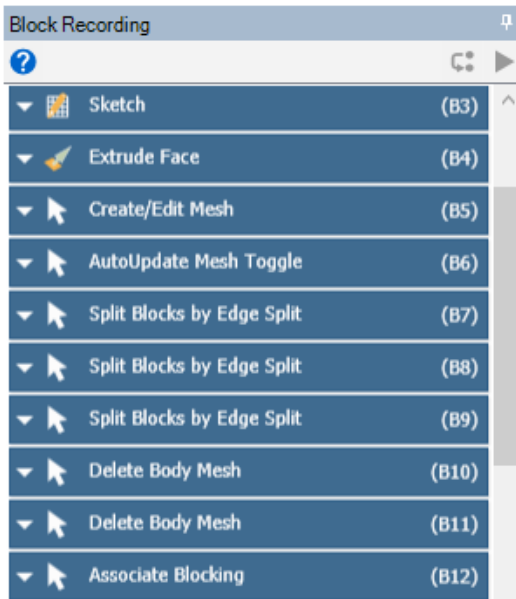 Block Recording
?
Sketch (B3)
Extrude Face (B4)
Create/Edit Mesh (B5)
AutoUpdate Mesh Toggle (B6)
Split Blocks by Edge Split (B7)
Split Blocks by Edge Split (B8)
Split Blocks by Edge Split (B9)
Delete Body Mesh (B10)
Delete Body Mesh (B11)
Associate Blocking (B12)